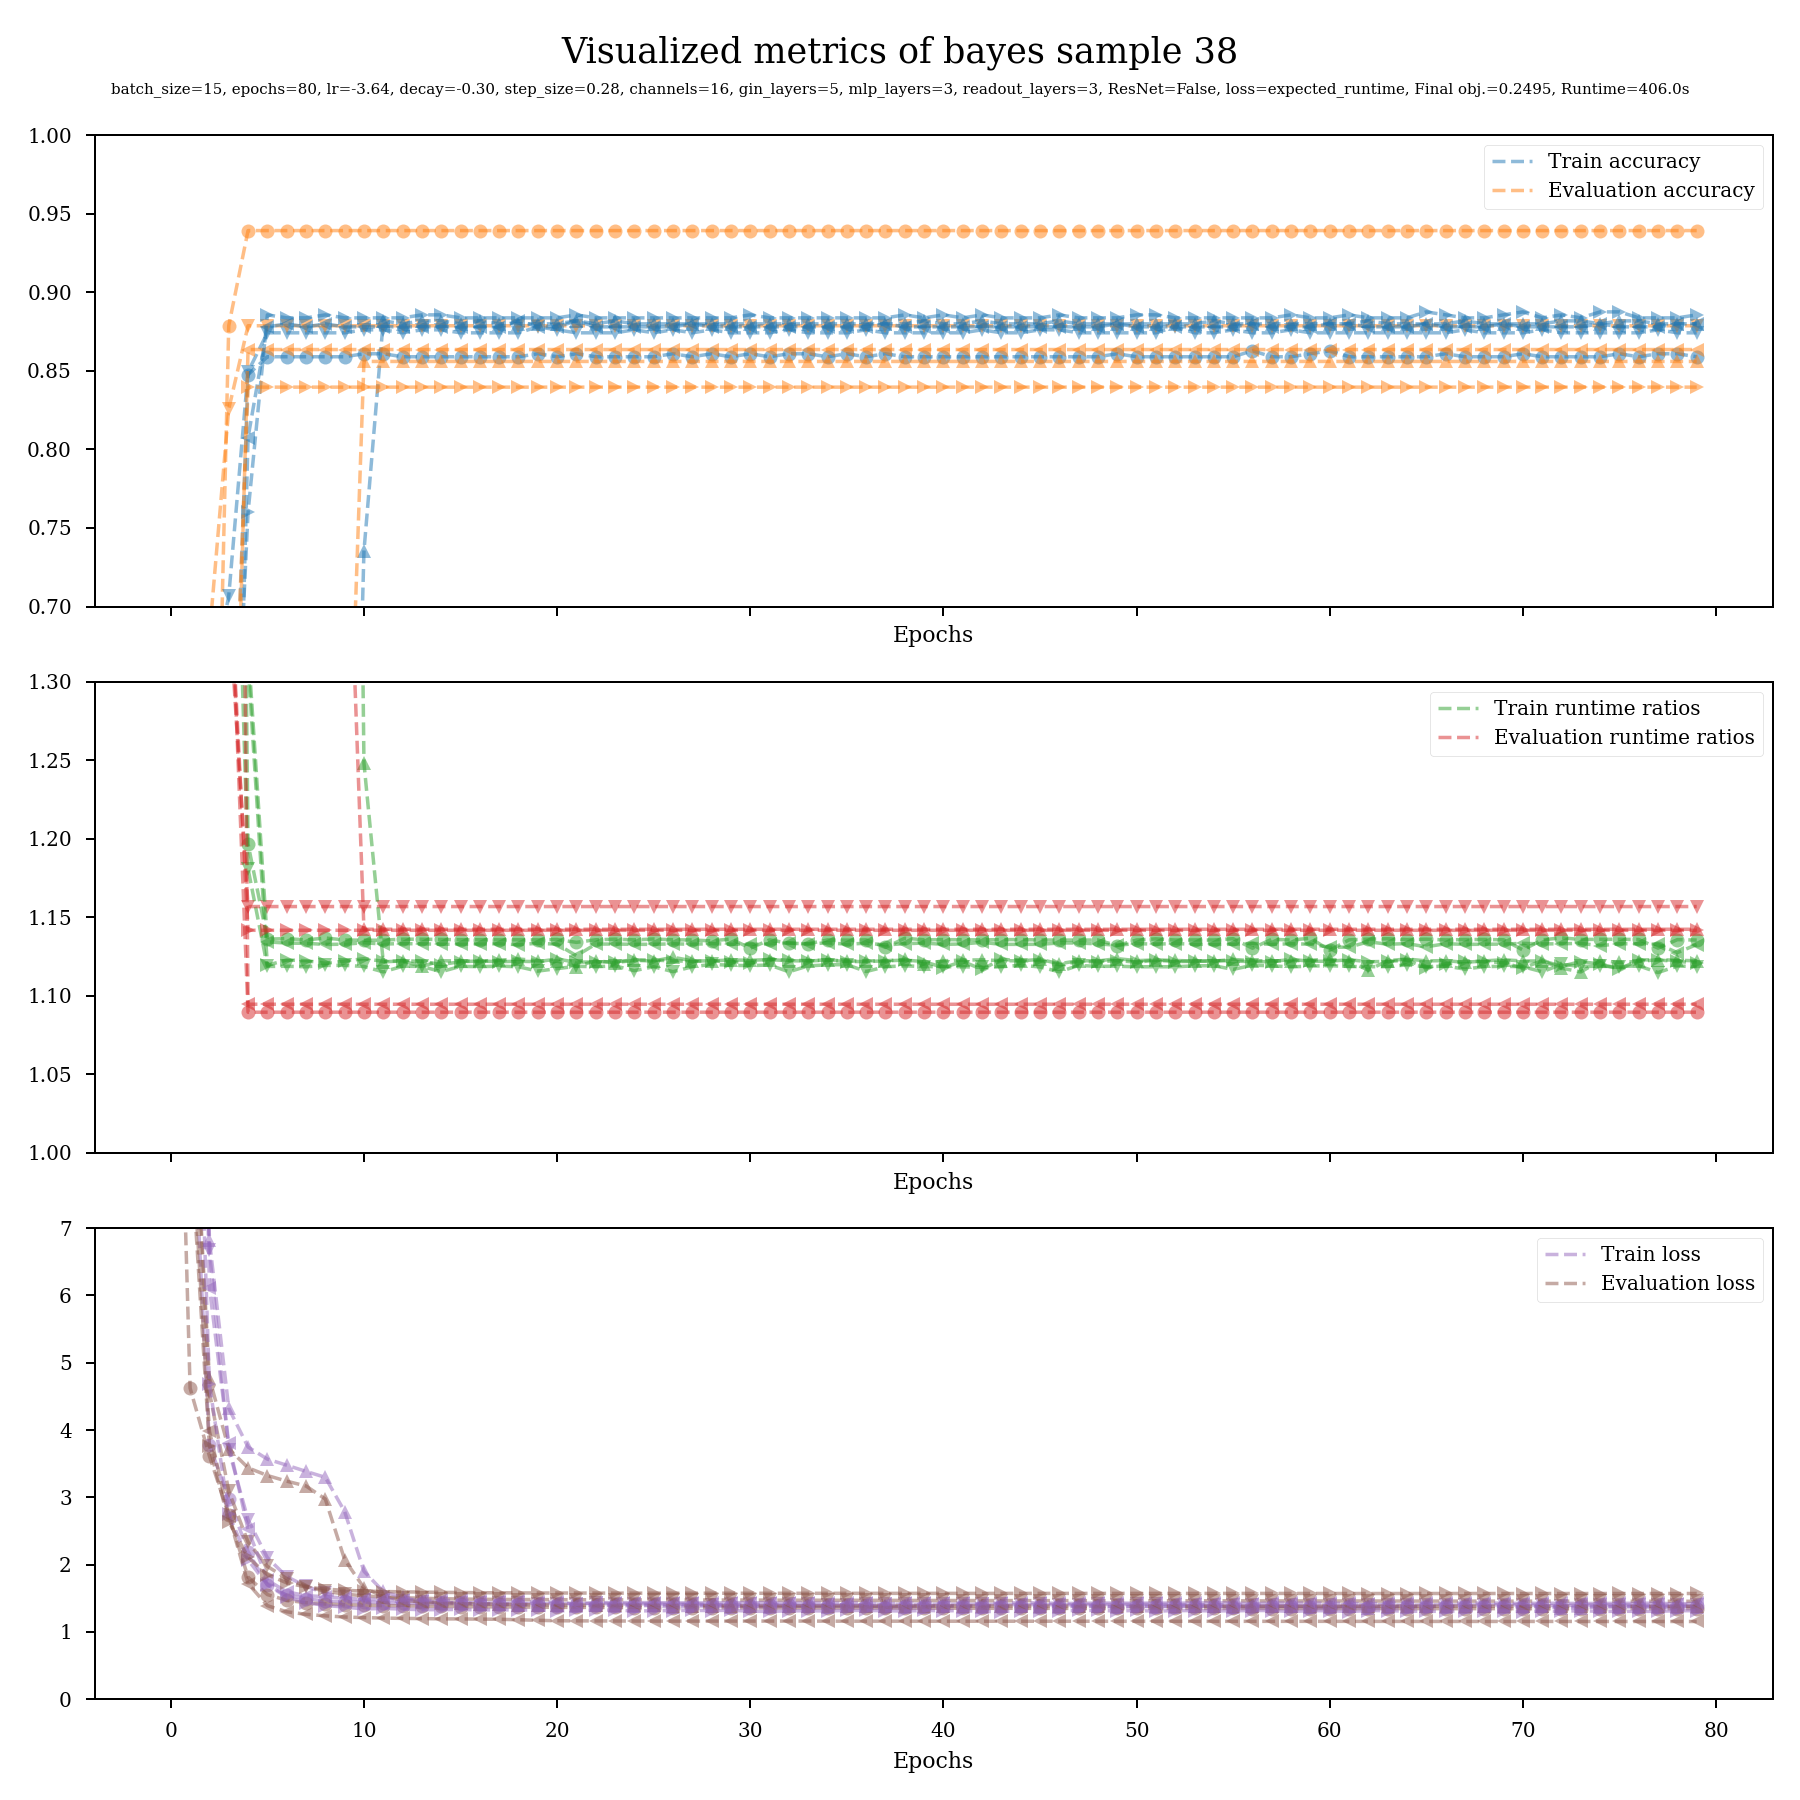 Visualized metrics of bayes sample 38
batch_size=15, epochs=80, lr=-3.64, decay=-0.30, step_size=0.28, channels=16, gin_layers=5, mlp_layers=3, readout_layers=3, ResNet=False, loss=expected_runtime, Final obj.=0.2495, Runtime=406.0s
1.00
0.95
0.90
0.85
0.80
0.75
0.70
Train accuracy
Evaluation accuracy
Epochs
1.30
1.25
1.20
1.15
1.10
1.05
1.00
Train runtime ratios
Evaluation runtime ratios
Epochs
7
6
5
4
3
2
1
0
Train loss
Evaluation loss
0 10 20 30 40 50 60 70 80
Epochs